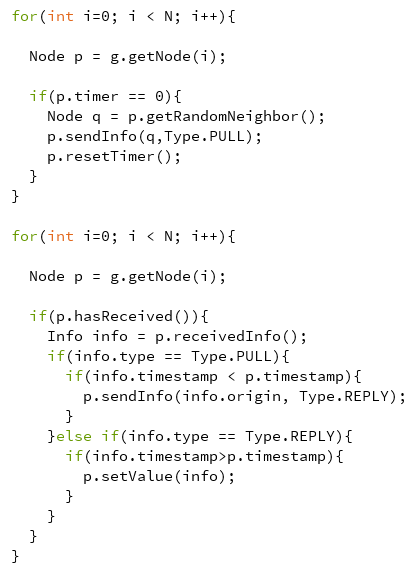 for(int i=0; i < N; i++){

  Node p = g.getNode(i);

  if(p.timer == 0){
    Node q = p.getRandomNeighbor();
    p.sendInfo(q,Type.PULL);
    p.resetTimer();
  }
}

for(int i=0; i < N; i++){

  Node p = g.getNode(i);

  if(p.hasReceived()){
    Info info = p.receivedInfo();
    if(info.type == Type.PULL){
      if(info.timestamp < p.timestamp){
        p.sendInfo(info.origin, Type.REPLY);
      }
    }else if(info.type == Type.REPLY){
      if(info.timestamp>p.timestamp){
        p.setValue(info);
      }
    }
  }
}